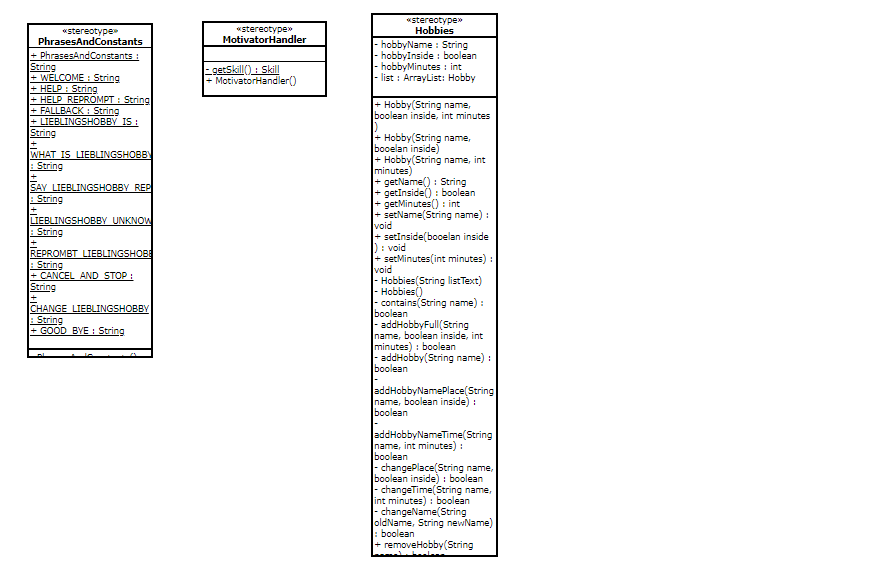 «stereotype»
PhrasesAndConstants
+ PhrasesAndConstants :
String
+ WELCOME : String
+ HELP : String
+ HELP_REPROMPT : String
+ FALLBACK : String
+ LIEBLINGSHOBBY_IS :
String
+
WHAT_IS_LIEBLINGSHOBBY
: String
+
SAY_LIEBLINGSHOBBY_REP
: String
+
LIEBLINGSHOBBY_UNKNOW
: String
+
REPROMBT_LIEBLINGSHOBB
: String
+ CANCEL_AND_STOP :
String
+
CHANGE_LIEBLINGSHOBBY
: String
+ GOOD_BYE : String
«stereotype»
MotivatorHandler
- getSkill() : Skill
+ MotivatorHandler()
«stereotype»
Hobbies
- hobbyName : String
- hobbyInside : boolean
- hobbyMinutes : int
- list : ArrayList: Hobby
+ Hobby(String name,
boolean inside, int minutes
)
+ Hobby(String name,
booelan inside)
+ Hobby(String name, int
minutes)
+ getName() : String
+ getInside() : boolean
+ getMinutes() : int
+ setName(String name) :
void
+ setInside(booelan inside
) : void
+ setMinutes(int minutes) :
void
- Hobbies(String listText)
- Hobbies()
- contains(String name) :
boolean
- addHobbyFull(String
name, boolean inside, int
minutes) : boolean
- addHobby(String name) :
boolean
-
addHobbyNamePlace(String
name, boolean inside) :
boolean
-
addHobbyNameTime(String
name, int minutes) :
boolean
- changePlace(String name,
boolean inside) : boolean
- changeTime(String name,
int minutes) : boolean
- changeName(String
oldName, String newName)
: boolean
+ removeHobby(String